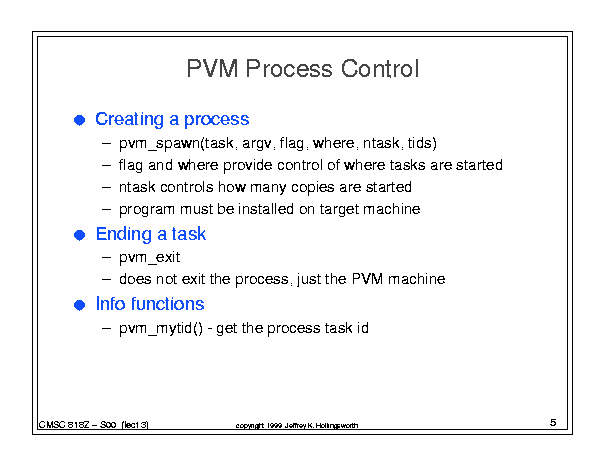 PVM Process Control
● Creating a process
– pvm_spawn(task, argv, flag, where, ntask, tids)
– flag and where provide control of where tasks are started
– ntask controls how many copies are started
– program must be installed on target machine
● Ending a task
– pvm_exit
– does not exit the process, just the PVM machine
● Info functions
– pvm_mytid() - get the process task id
CMSC 818Z – S00 (lect 3)
copyright 1999 Jeffrey K. Hollingsworth
5